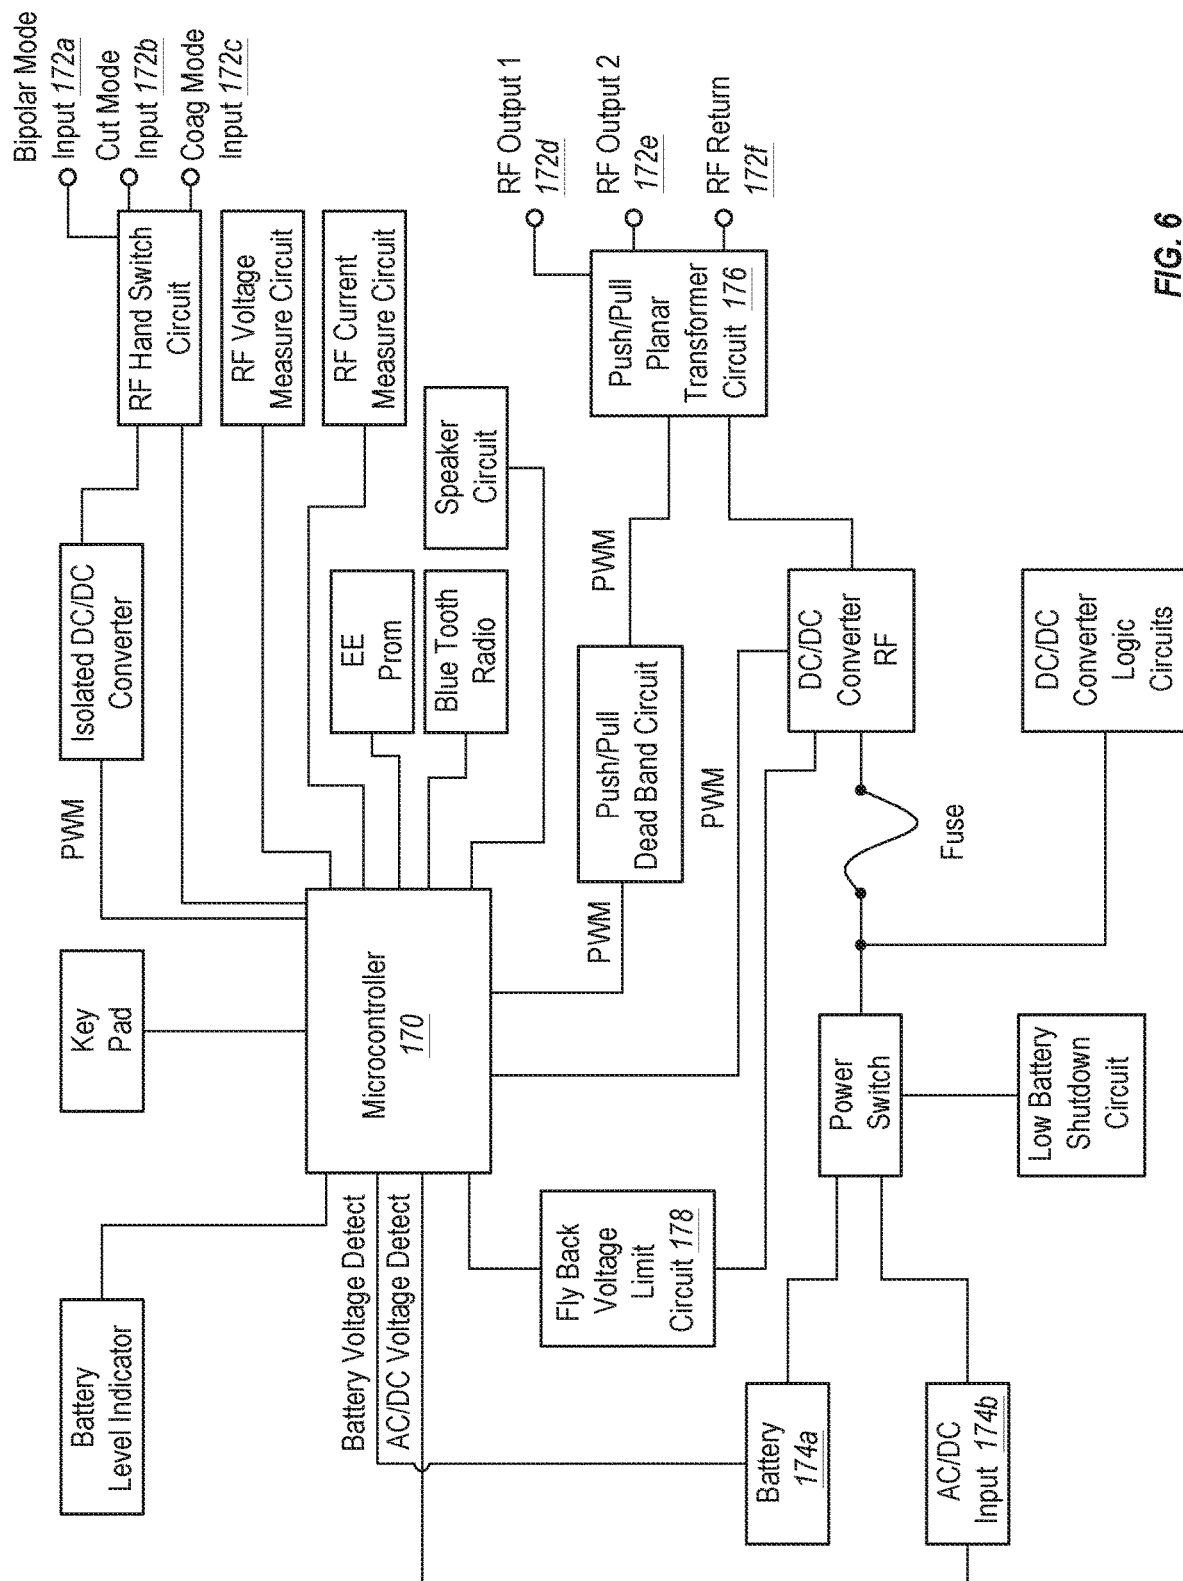 Bipolar Mode
Input 172a
Cut Mode
Input 172b
Coag Mode
Input 172c
RF Hand Switch
Circuit
Isolated DC/DC
Converter
PWM
Key
Pad
Battery
Level Indicator
RF Voltage
Measure Circuit
RF Current
Measure Circuit
EE
Prom
Blue Tooth
Radio
Speaker
Circuit
Microcontroller
170
Battery Voltage Detect
AC/DC Voltage Detect
RF Output 1
172d
RF Output 2
172e
RF Return
172f
Push/Pull
Planar
Transformer
Circuit 176
PWM
Push/Pull
Dead Band Circuit
PWM
Fly Back
Voltage
Limit
Circuit 178
PWM
DC/DC
Converter
RF
Fuse
Power
Switch
Battery
174a
AC/DC
Input 174b
DC/DC
Converter
Logic
Circuits
Low Battery
Shutdown
Circuit
FIG. 6